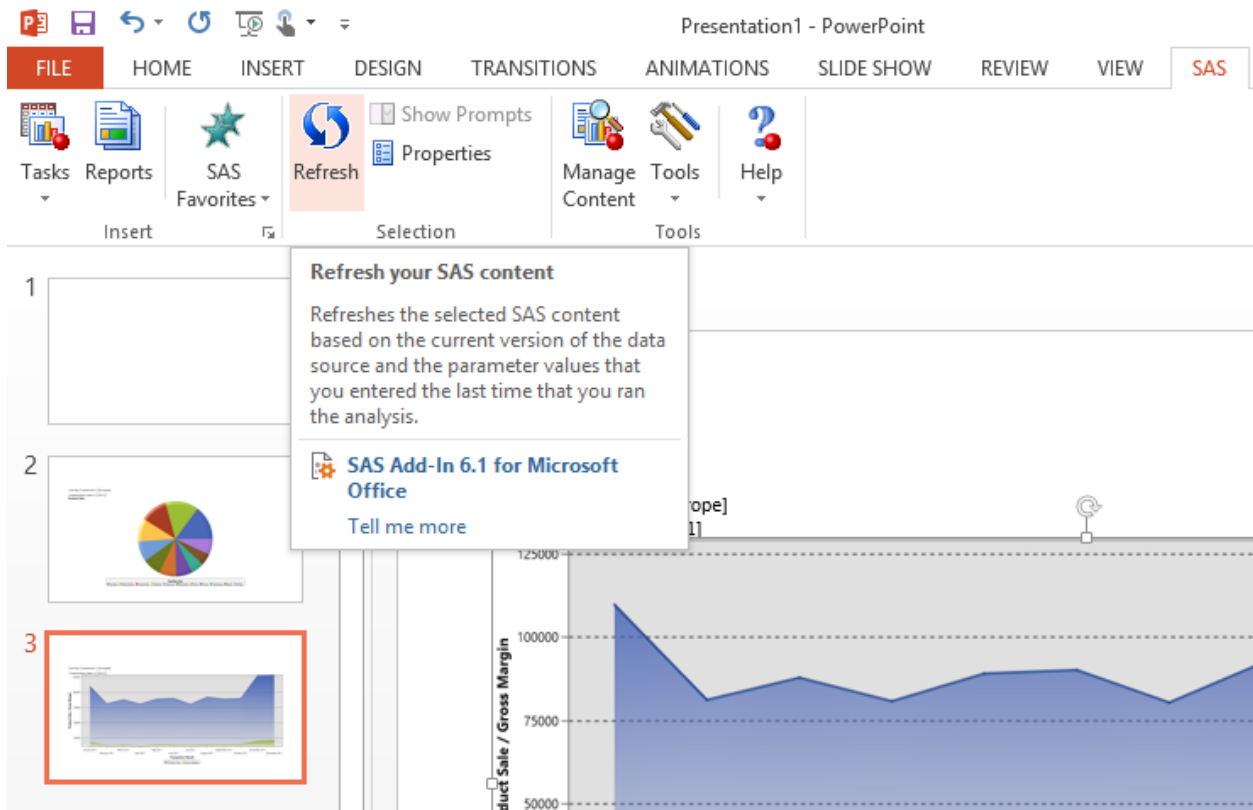 Presentation1 - PowerPoint
FILE HOME INSERT DESIGN TRANSITIONS ANIMATIONS SLIDE SHOW REVIEW VIEW SAS
Tasks
Reports
SAS
Favorites
Refresh
Show Prompts
Properties
Manage
Content
Tools
Help
Insert
Selection
Tools
Refresh your SAS content
Refreshes the selected SAS content
based on the current version of the data
source and the parameter values that
you entered the last time that you ran
the analysis.
SAS Add-In 6.1 for Microsoft
Office
Tell me more
1
2
3
ope]
1]
125000
100000
75000
50000
duct Sale / Gross Margin